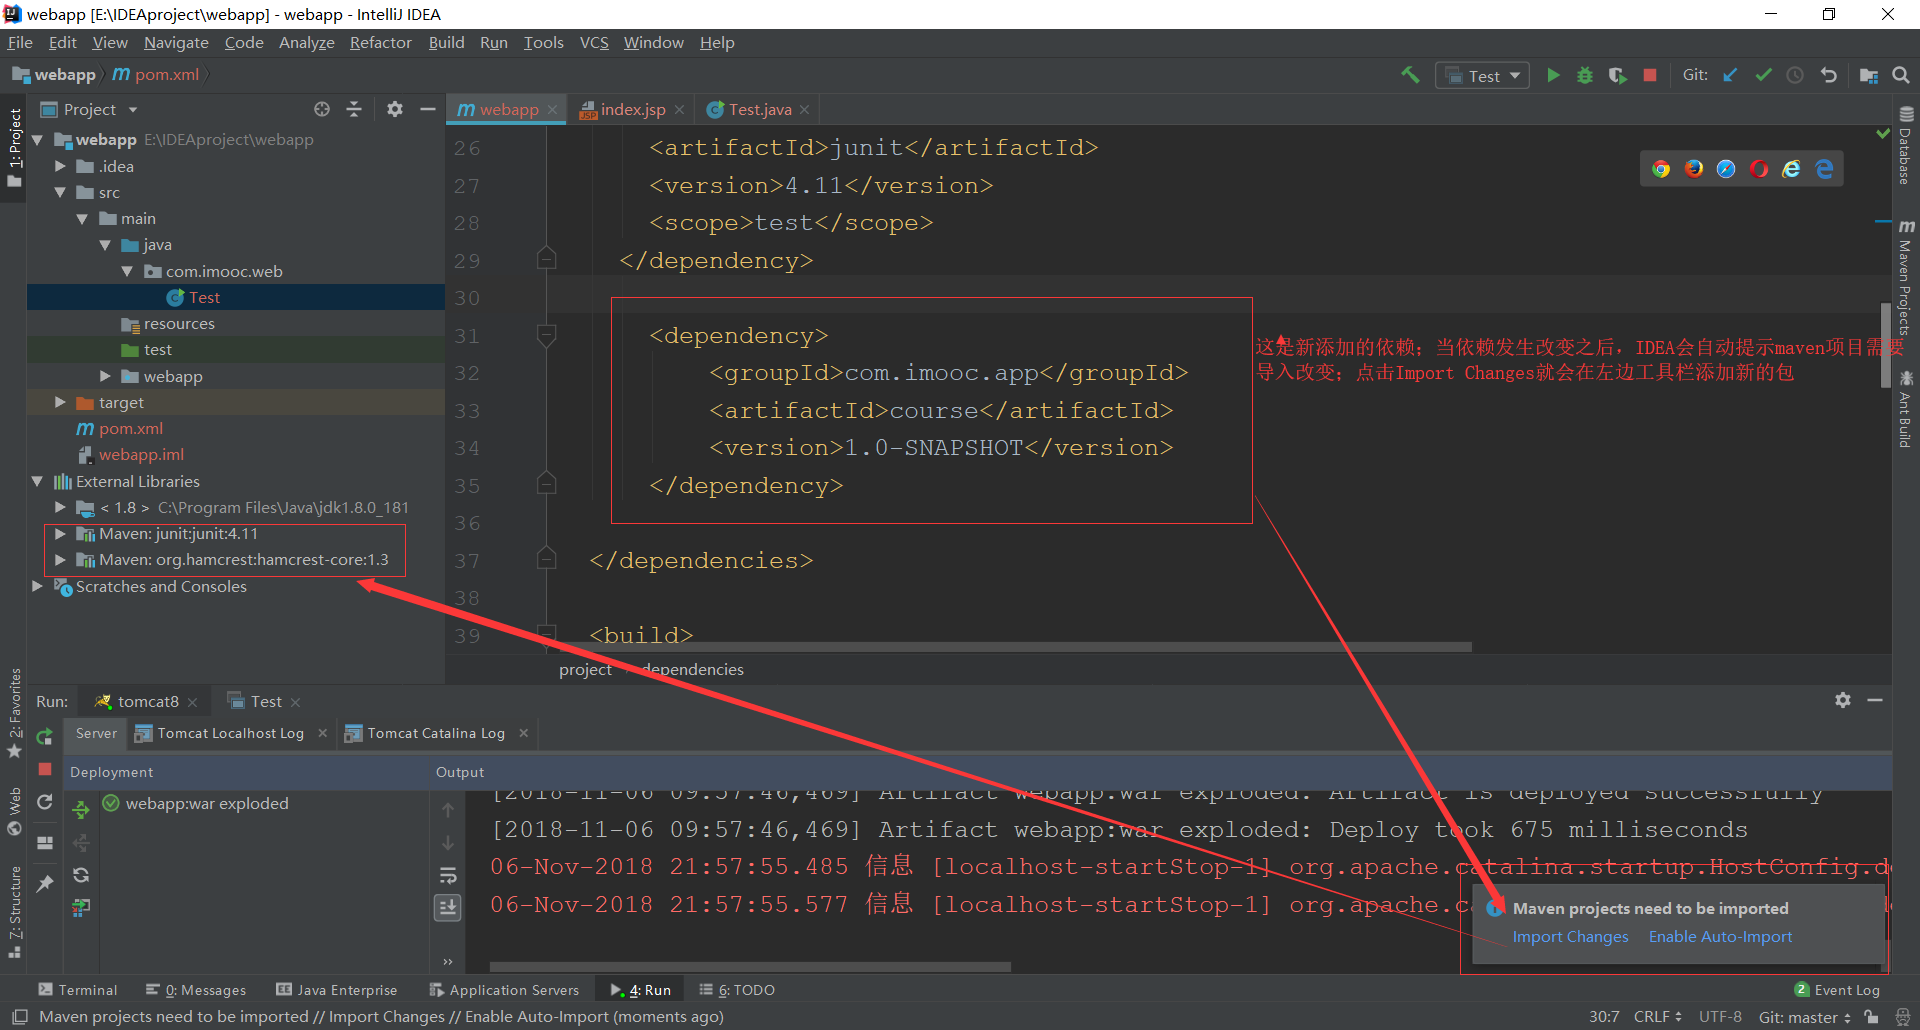 webapp [E:\IDEAproject\webapp] - webapp - IntelliJ IDEA
File Edit View Navigate Code Analyze Refactor Build Run Tools VCS Window Help
webapp pom.xml
Test Git:
Project
webapp index.jsp Test.java
1: Project
webapp E:\IDEAproject\webapp
.idea
src
main
java
com.imooc.web
Test
resources
test
webapp
target
pom.xml
webapp.iml
External Libraries
< 1.8 > C:\Program Files\Java\jdk1.8.0_181
Maven: junit:junit:4.11
Maven: org.hamcrest:hamcrest-core:1.3
Scratches and Consoles
26 <artifactId>junit</artifactId>
27 <version>4.11</version>
28 <scope>test</scope>
29 </dependency>
30
31 <dependency>
32 <groupId>com.imooc.app</groupId>
33 <artifactId>course</artifactId>
34 <version>1.0-SNAPSHOT</version>
35 </dependency>
36
37 </dependencies>
38
39 <build>
这是新添加的依赖；当依赖发生改变之后，IDEA会自动提示maven项目需要
导入改变；点击Import Changes就会在左边工具栏添加新的包
project dependencies
Database
m Maven Projects
Ant Build
2: Favorites
Web
7: Structure
Run: tomcat8 Test
Server Tomcat Localhost Log Tomcat Catalina Log
Deployment Output
webapp:war exploded
[2018-11-06 09:57:46,469] Artifact webapp:war exploded: Artifact is deployed successfully
[2018-11-06 09:57:46,469] Artifact webapp:war exploded: Deploy took 675 milliseconds
06-Nov-2018 21:57:55.485 信息 [localhost-startStop-1] org.apache.catalina.startup.HostConfig.de
06-Nov-2018 21:57:55.577 信息 [localhost-startStop-1] org.apache.ca
Maven projects need to be imported
Import Changes Enable Auto-Import
Terminal 0: Messages Java Enterprise Application Servers 4: Run 6: TODO 2 Event Log
Maven projects need to be imported // Import Changes // Enable Auto-Import (moments ago) 30:7 CRLF UTF-8 Git: master